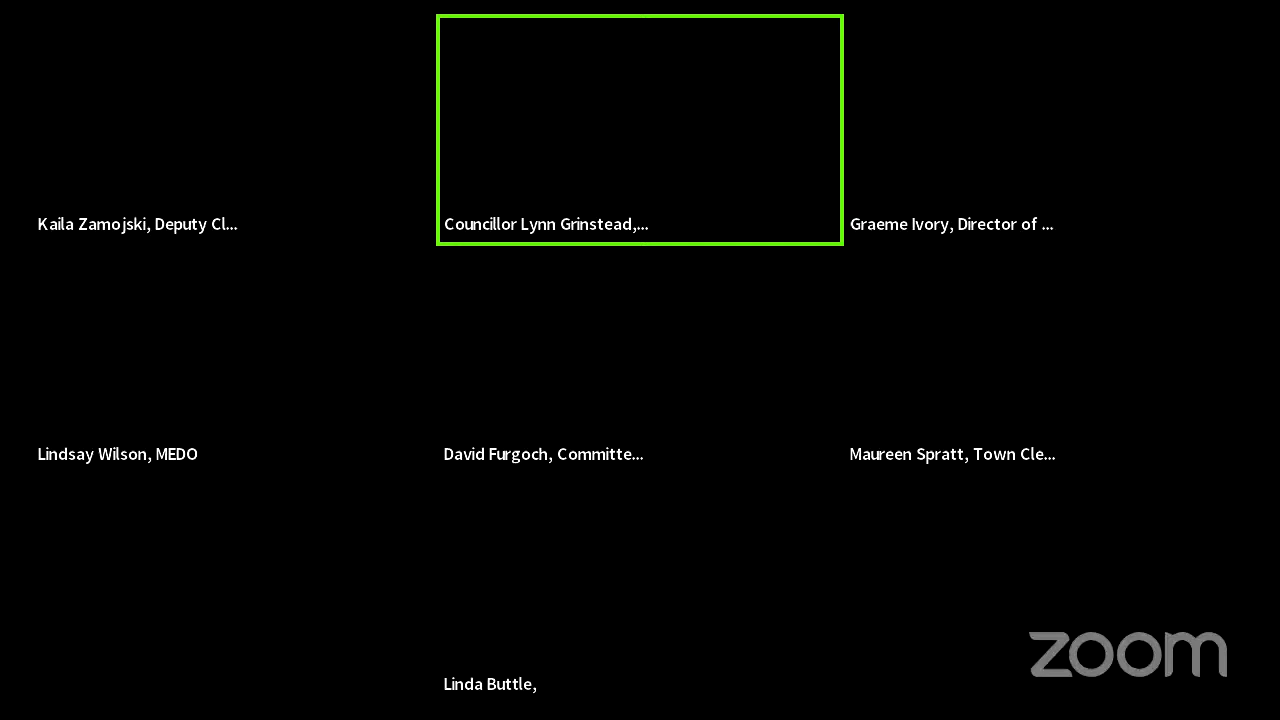 Kaila Zamojski, Deputy Cl...
Councillor Lynn Grinstead,...
Graeme Ivory, Director of ...
Lindsay Wilson, MEDO
David Furgoch, Committe...
Maureen Spratt, Town Cle...
Linda Buttle,
zoom